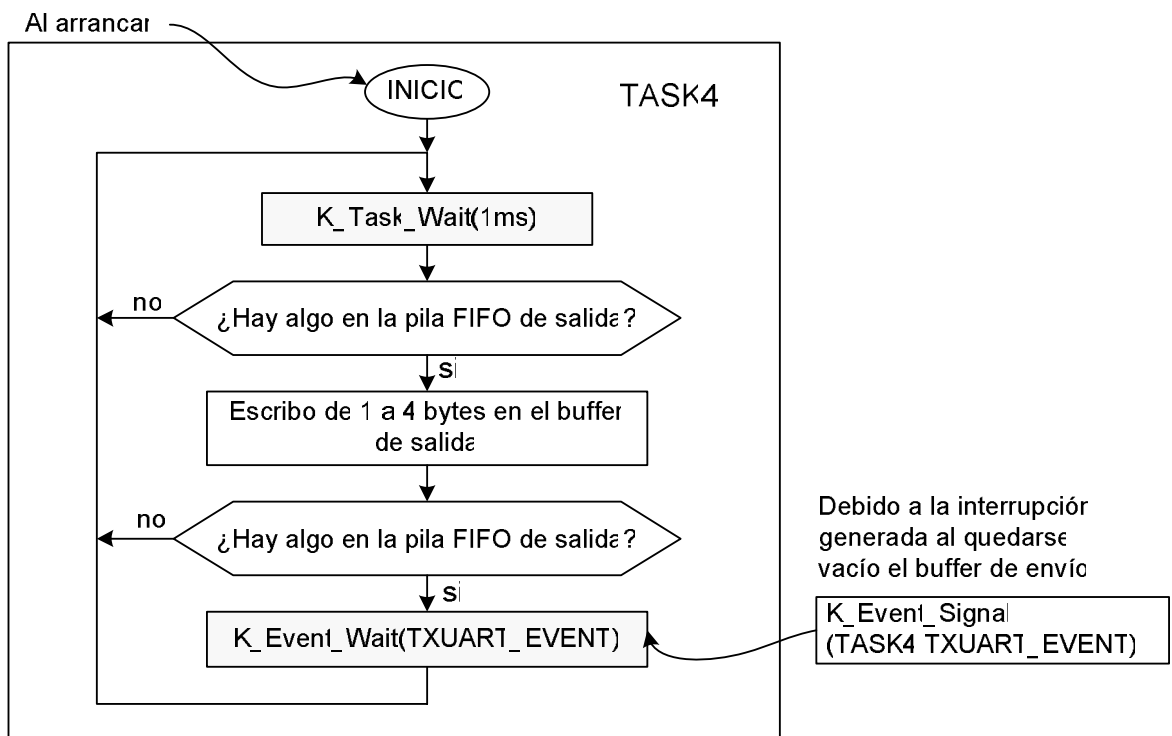 Al arrancar
INICIO
TASK4
K_Task_Wait(1ms)
no
¿Hay algo en la pila FIFO de salida?
si
Escribo de 1 a 4 bytes en el buffer
de salida
no
¿Hay algo en la pila FIFO de salida?
si
K_Event_Wait(TXUART_EVENT)
Debido a la interrupción
generada al quedarse
vacío el buffer de envío
K_Event_Signal
(TASK4 TXUART_EVENT)